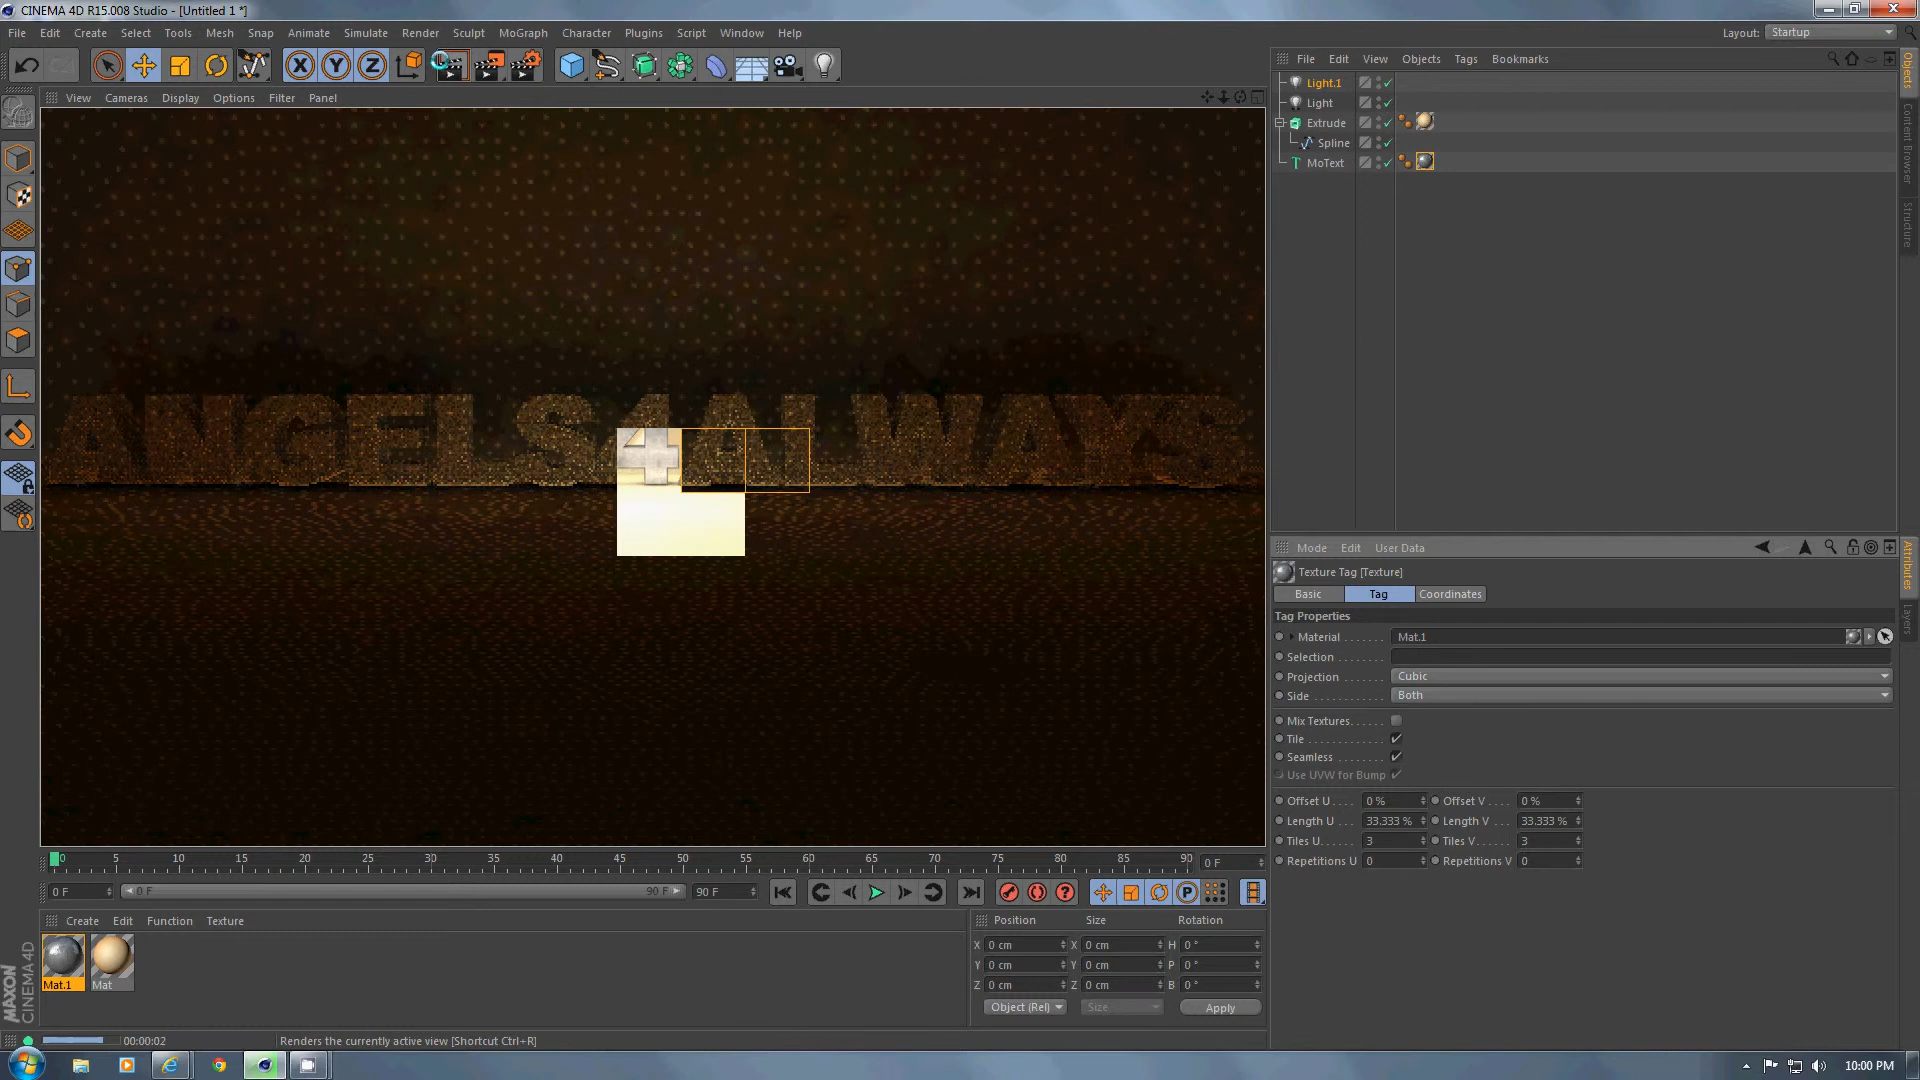 CINEMA 4D R15.008 Studio - [Untitled 1 *]
File Edit Create Select Tools Mesh Snap Animate Simulate Render Sculpt MoGraph Character Plugins Script Window Help
Layout: Startup
View Cameras Display Options Filter Panel
ANGELS4ALWAYS
File Edit View Objects Tags Bookmarks
Light.1
Light
Extrude
Spline
MoText
Objects
Content Browser
Structure
Mode Edit User Data
Texture Tag [Texture]
Basic Tag Coordinates
Tag Properties
Material Mat.1
Selection
Projection Cubic
Side Both
Mix Textures
Tile
Seamless
Use UVW for Bump
Offset U 0 % Offset V 0 %
Length U 33.333 % Length V 33.333 %
Tiles U 3 Tiles V 3
Repetitions U 0 Repetitions V 0
Attributes
Layers
0 5 10 15 20 25 30 35 40 45 50 55 60 65 70 75 80 85 90 0 F
0 F 0 F 90 F 90 F
P
Create Edit Function Texture
Mat.1 Mat
MAXON CINEMA 4D
Position Size Rotation
X 0 cm X 0 cm H 0 °
Y 0 cm Y 0 cm P 0 °
Z 0 cm Z 0 cm B 0 °
Object (Rel) Size Apply
00:00:02 Renders the currently active view [Shortcut Ctrl+R]
10:00 PM